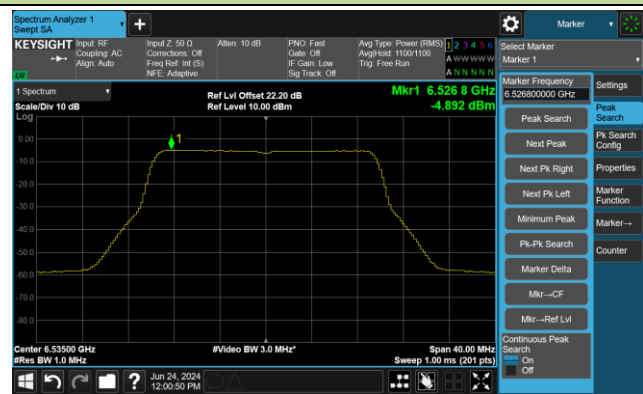 Spectrum Analyzer 1
Swept SA
+
Marker
KEYSIGHT
Input: RF
Coupling: AC
Align: Auto
Input Z: 50 Ω
Corrections: Off
Freq Ref: Int (S)
NFE: Adaptive
Atten: 10 dB
PNO: Fast
Gate: Off
IF Gain: Low
Sig Track: Off
Avg Type: Power (RMS)
Avg|Hold: 1100/1100
Trig: Free Run
1 2 3 4 5 6
A W W W W W
A N N N N N
Select Marker
Marker 1
1 Spectrum
Scale/Div 10 dB
Log
Ref Lvl Offset 22.20 dB
Ref Level 10.00 dBm
Mkr1 6.526 8 GHz
-4.892 dBm
1
0.00
-10.0
-20.0
-30.0
-40.0
-50.0
-60.0
-70.0
-80.0
Center 6.53500 GHz
#Res BW 1.0 MHz
#Video BW 3.0 MHz*
Span 40.00 MHz
Sweep 1.00 ms (201 pts)
Marker Frequency
6.526800000 GHz
Peak Search
Next Peak
Next Pk Right
Next Pk Left
Minimum Peak
Pk-Pk Search
Marker Delta
Mkr→CF
Mkr→Ref Lvl
Continuous Peak
Search
On
Off
Settings
Peak
Search
Pk Search
Config
Properties
Marker
Function
Marker→
Counter
?
Jun 24, 2024
12:00:50 PM